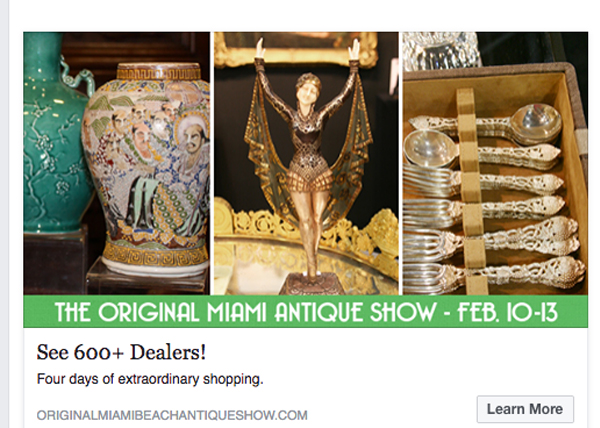 THE ORIGINAL MIAMI ANTIQUE SHOW - FEB. 10-13
See 600+ Dealers!
Four days of extraordinary shopping.
ORIGINALMIAMIBEACHANTIQUESHOW.COM
Learn More